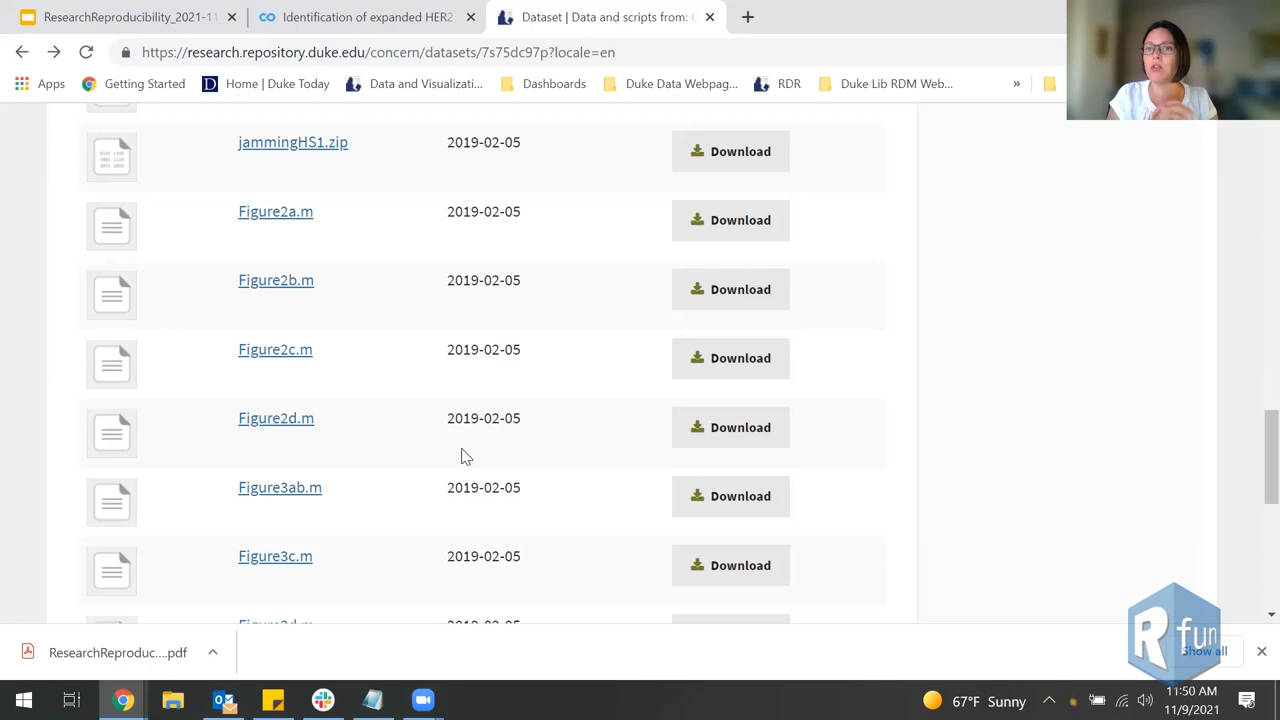 ResearchReproducibility_2021-11
Identification of expanded HER2
Dataset | Data and scripts from: C
https://research.repository.duke.edu/concern/datasets/7s75dc97p?locale=en
Apps
Getting Started
Home | Duke Today
Data and Visualizati...
Dashboards
Duke Data Webpag...
RDR
Duke Lib RDM Web...
»
jammingHS1.zip 2019-02-05 Download
Figure2a.m 2019-02-05 Download
Figure2b.m 2019-02-05 Download
Figure2c.m 2019-02-05 Download
Figure2d.m 2019-02-05 Download
Figure3ab.m 2019-02-05 Download
Figure3c.m 2019-02-05 Download
ResearchReproduc....pdf
Show all
R fun
67°F Sunny
11:50 AM
11/9/2021